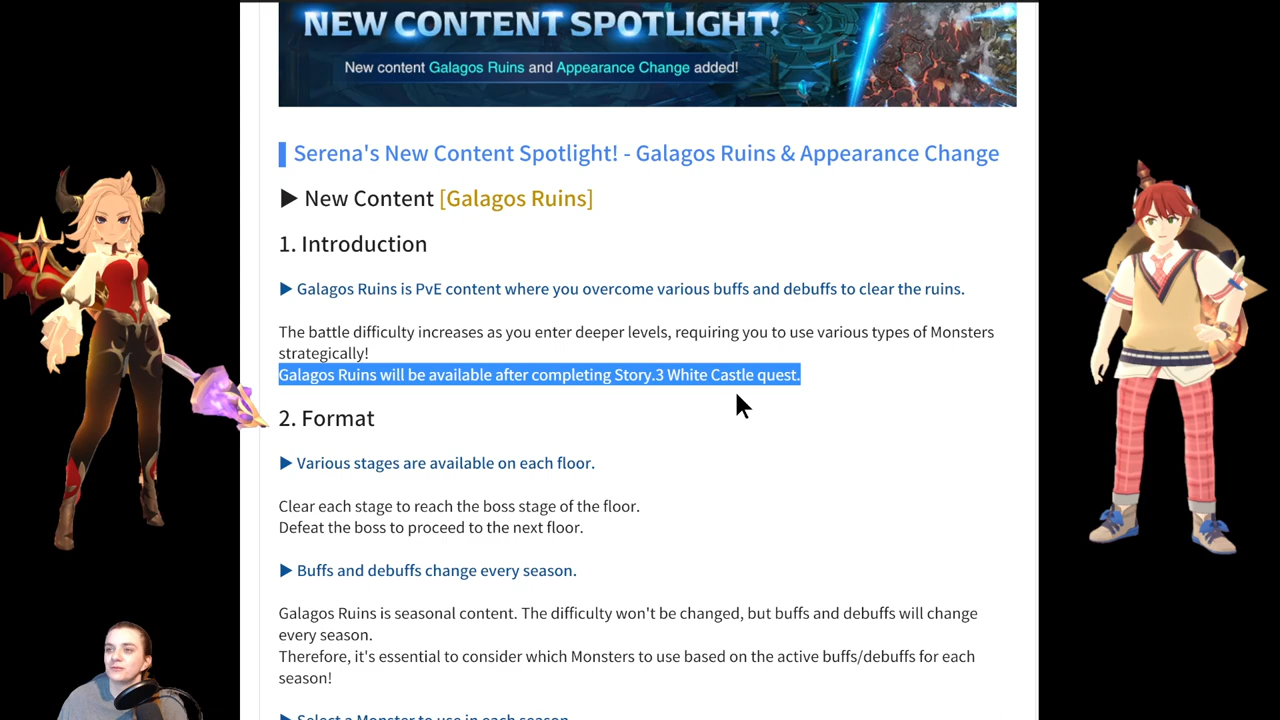 NEW CONTENT SPOTLIGHT!
New content Galagos Ruins and Appearance Change added!
Serena's New Content Spotlight! - Galagos Ruins & Appearance Change
▶ New Content [Galagos Ruins]
1. Introduction
▶ Galagos Ruins is PvE content where you overcome various buffs and debuffs to clear the ruins.
The battle difficulty increases as you enter deeper levels, requiring you to use various types of Monsters
strategically!
Galagos Ruins will be available after completing Story.3 White Castle quest.
2. Format
▶ Various stages are available on each floor.
Clear each stage to reach the boss stage of the floor.
Defeat the boss to proceed to the next floor.
▶ Buffs and debuffs change every season.
Galagos Ruins is seasonal content. The difficulty won't be changed, but buffs and debuffs will change
every season.
Therefore, it's essential to consider which Monsters to use based on the active buffs/debuffs for each
season!
▶ Select a Monster to use in each season